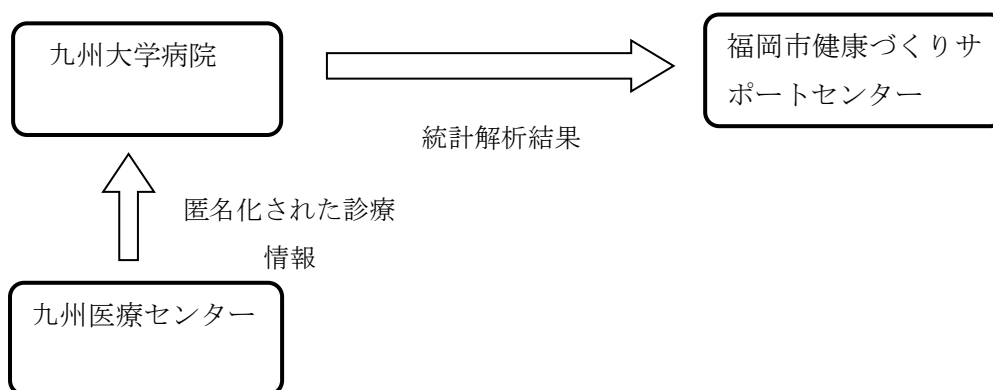 九州大学病院
福岡市健康づくりサ
ポートセンター
統計解析結果
匿名化された診療
情報
九州医療センター